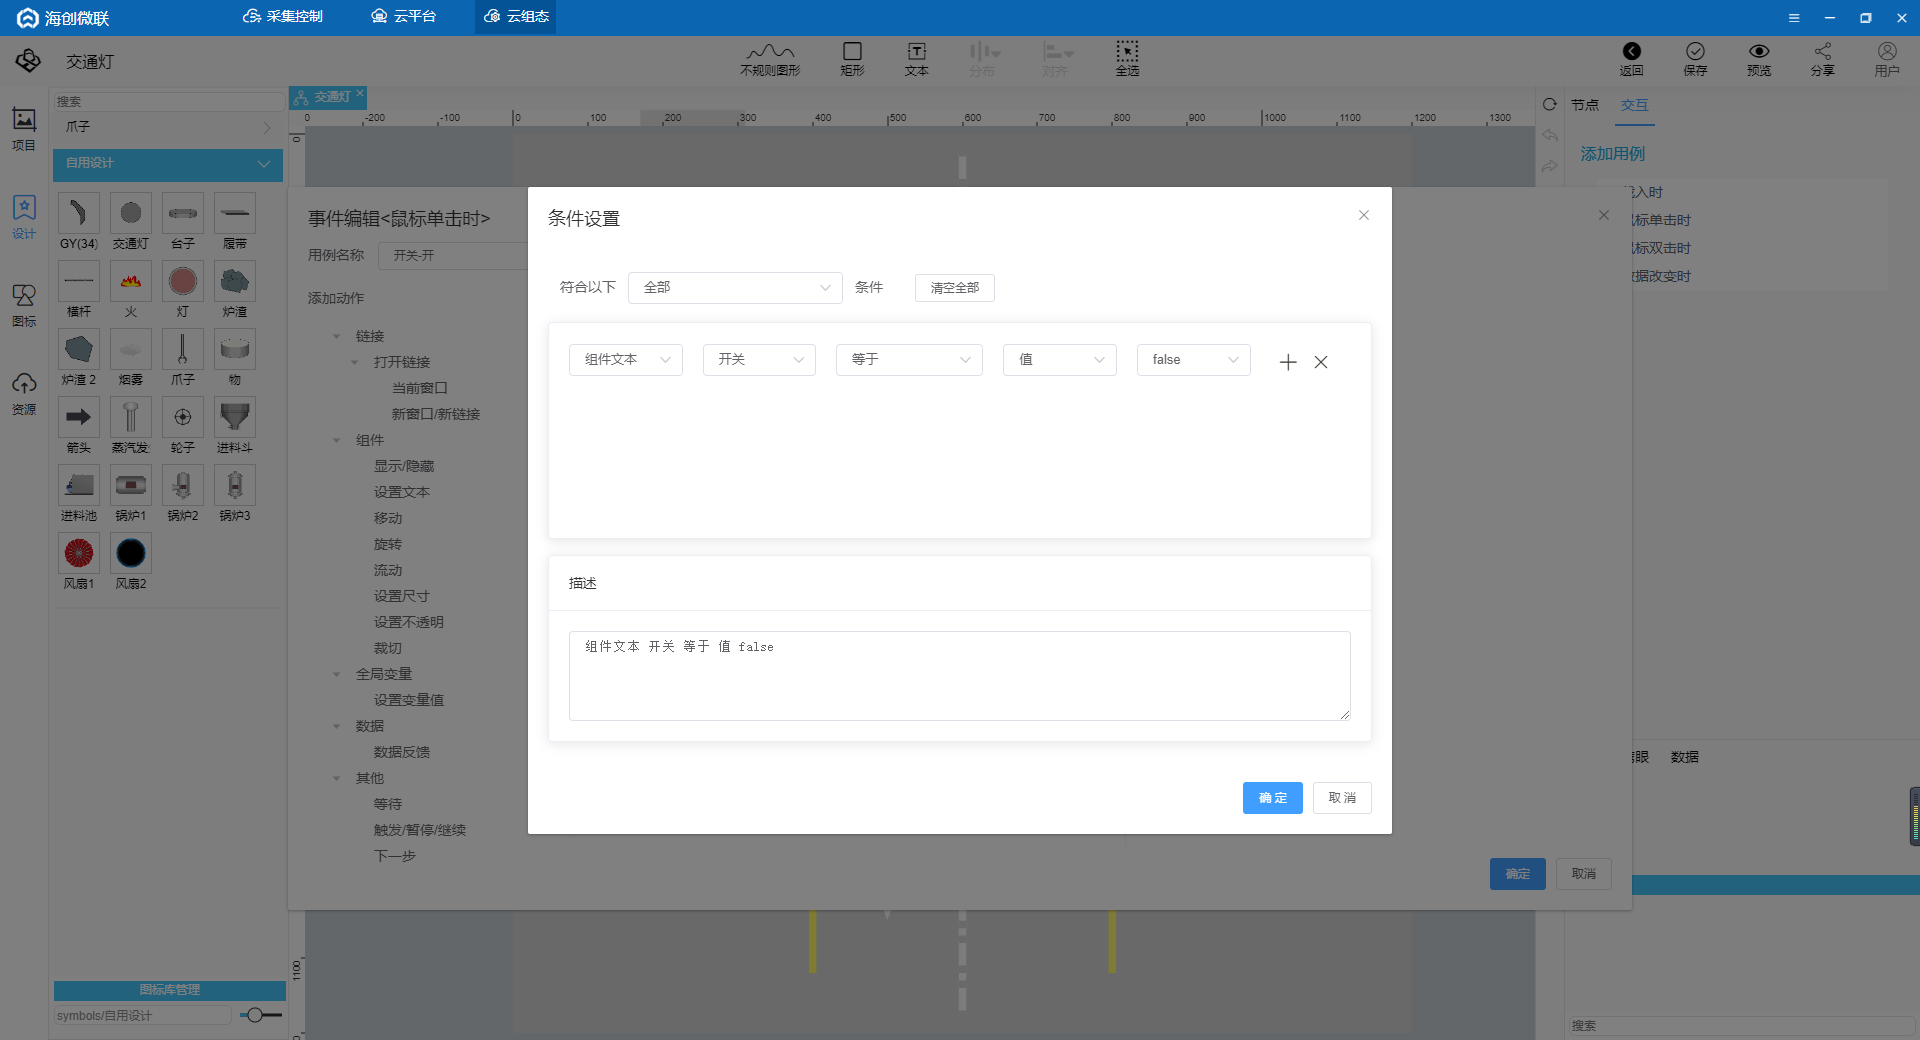 海创微联
采集控制
云平台
云组态
交通灯
不规则图形
矩形
文本
分布
对齐
全选
返回
保存
预览
分享
用户
项目
设计
图标
资源
搜索
爪子
自用设计
GY(34)
交通灯
台子
履带
横杆
火
灯
炉渣
炉渣 2
烟雾
爪子
物
箭头
蒸汽发
轮子
进料斗
进料池
锅炉1
锅炉2
锅炉3
风扇1
风扇2
图标库管理
symbols/自用设计
交通灯
0
-200
-100
0
100
200
300
400
500
600
700
800
900
1000
1100
1200
1300
0
1100
事件编辑<鼠标单击时>
用例名称
开关-开
添加动作
链接
打开链接
当前窗口
新窗口/新链接
组件
显示/隐藏
设置文本
移动
旋转
流动
设置尺寸
设置不透明
裁切
全局变量
设置变量值
数据
数据反馈
其他
等待
触发/暂停/继续
下一步
确定
取消
条件设置
符合以下
全部
条件
清空全部
组件文本
开关
等于
值
false
描述
组件文本 开关 等于 值 false
确定
取消
节点
交互
添加用例
入时
标单击时
标双击时
据改变时
眼
数据
搜索